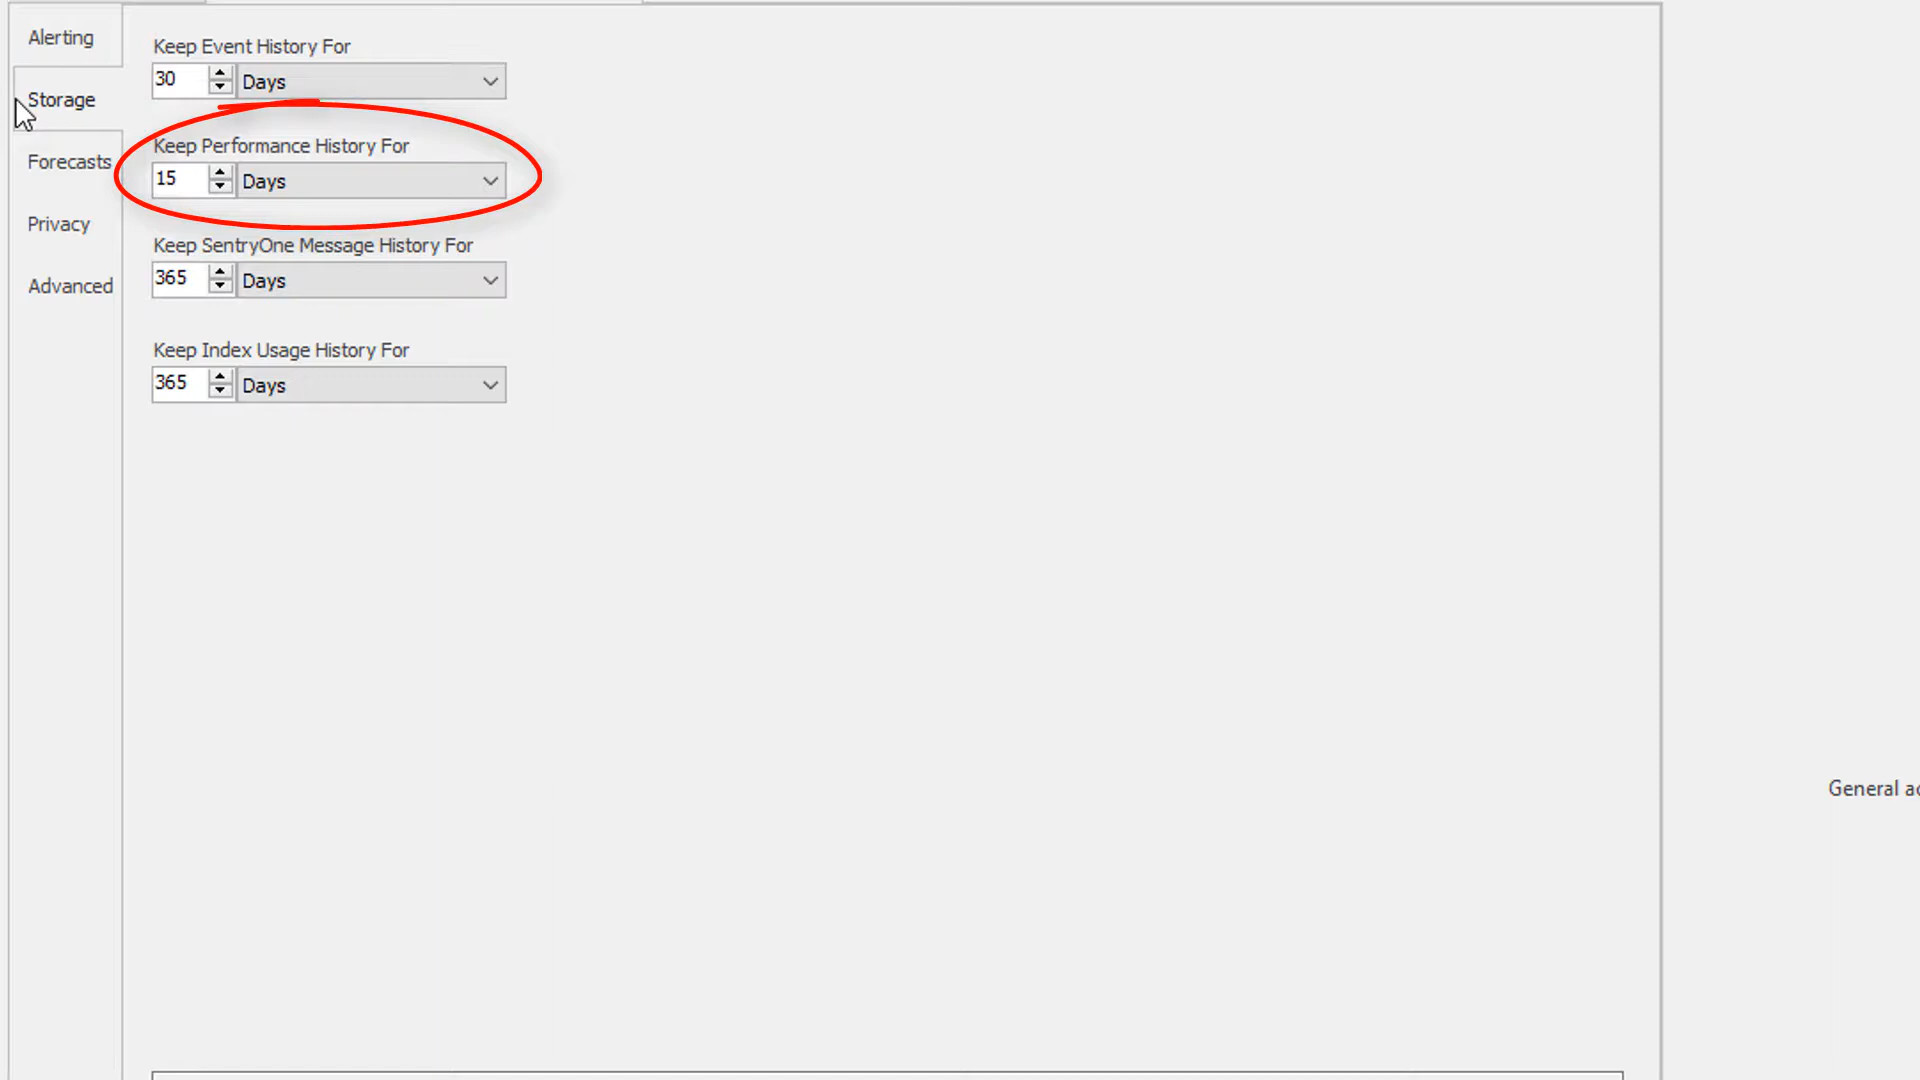 Alerting
Storage
Forecasts
Privacy
Advanced
Keep Event History For
30 Days
Keep Performance History For
15 Days
Keep SentryOne Message History For
365 Days
Keep Index Usage History For
365 Days
General